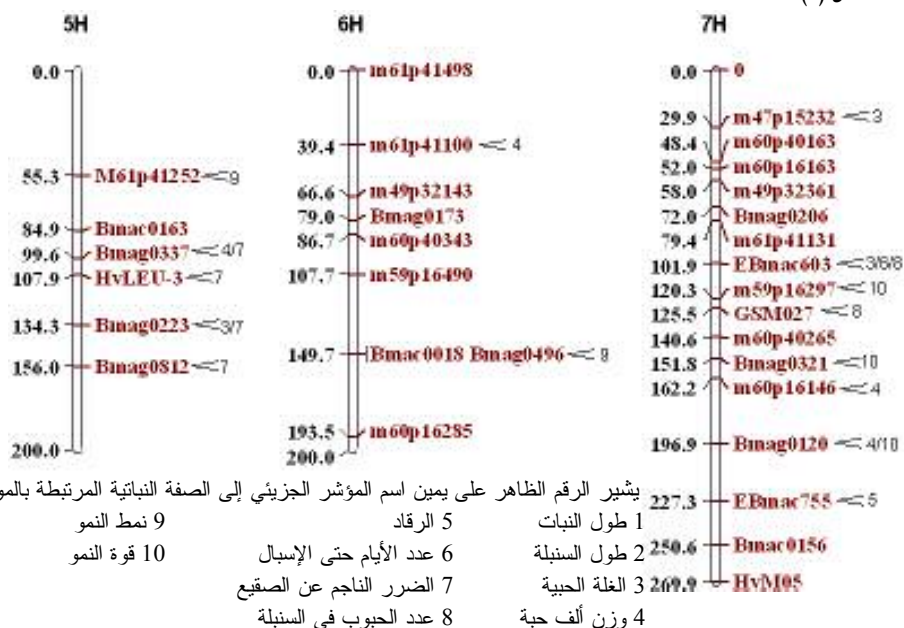 5H
0.0
55.3 M61p41252 9
84.9 Bmac0163
99.6 Bmag0337 4/7
107.9 HvLEU-3 7
134.3 Bmag0223 3/7
156.0 Bmag0812 7
200.0
6H
0.0 m61p41498
39.4 m61p41100 4
66.6 m49p32143
79.0 Bmag0173
86.7 m60p40343
107.7 m59p16490
149.7 Bmac0018 Bmag0496 9
193.5 m60p16285
200.0
7H
0.0 0
29.9 m47p15232 3
48.4 m60p40163
52.0 m60p16163
58.0 m49p32361
72.0 Bmag0206
79.4 m61p41131
101.9 EBmac603 3/6/8
120.3 m59p16297 10
125.5 GSM027 8
140.6 m60p40265
151.8 Bmag0321 10
162.2 m60p16146 4
196.9 Bmag0120 4/10
227.3 EBmac755 5
250.6 Bmac0156
269.9 HvM05
يشير الرقم الظاهر على يمين اسم المؤشر الجزيئي إلى الصفة النباتية المرتبطة
1 طول النبات 5 الرقاد 9 نمط النمو
2 طول السنبلة 6 عدد الأيام حتى الإسبال 10 قوة النمو
3 الغلة الحبية 7 الضرر الناجم عن الصقيع
4 وزن ألف حبة 8 عدد الحبوب في السنبلة